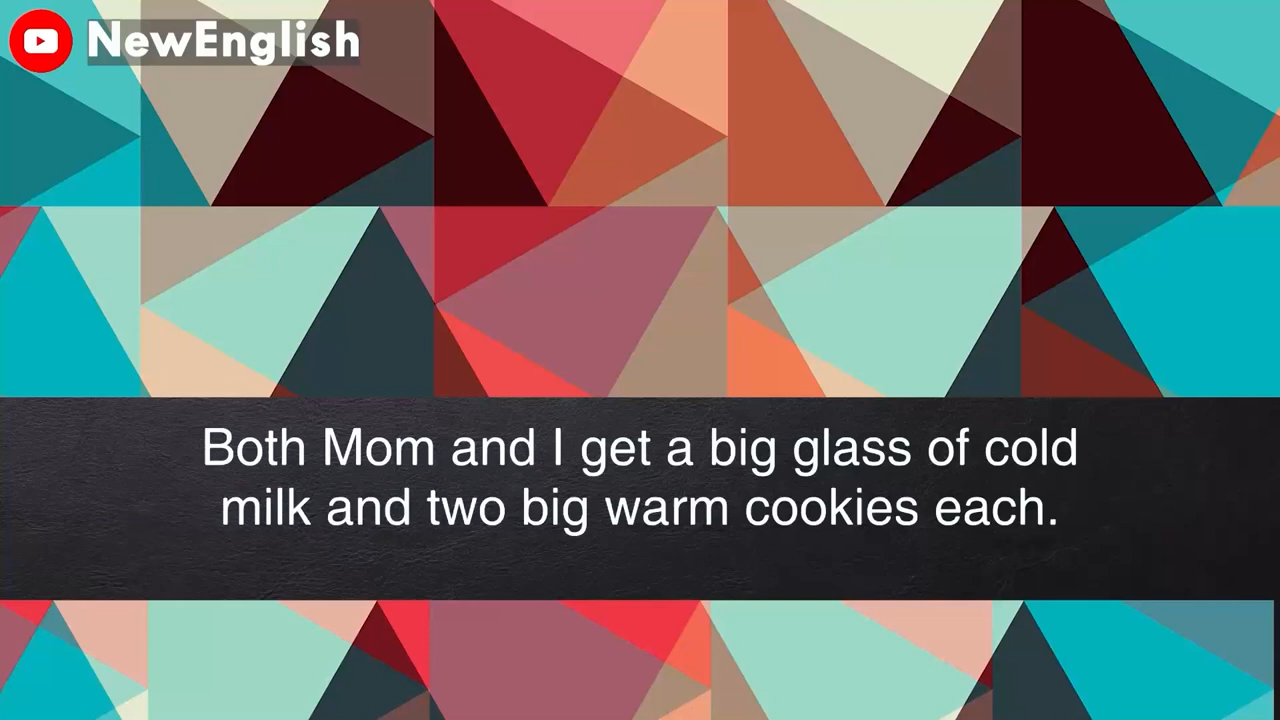 NewEnglish
Both Mom and I get a big glass of cold
milk and two big warm cookies each.